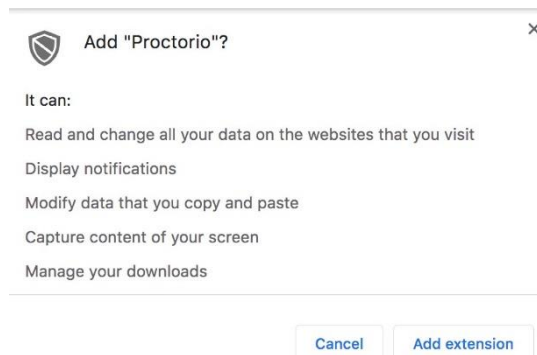 Add "Proctorio"?
It can:
Read and change all your data on the websites that you visit
Display notifications
Modify data that you copy and paste
Capture content of your screen
Manage your downloads
Cancel Add extension